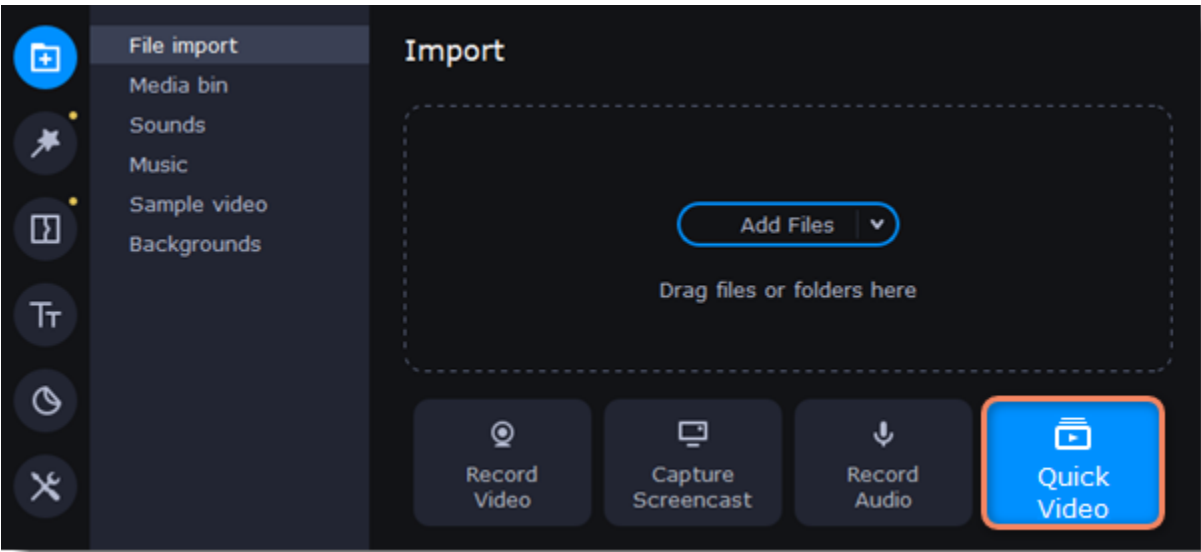 File import
Media bin
Sounds
Music
Sample video
Backgrounds
Import
Add Files
Drag files or folders here
Record
Video
Capture
Screencast
Record
Audio
Quick
Video